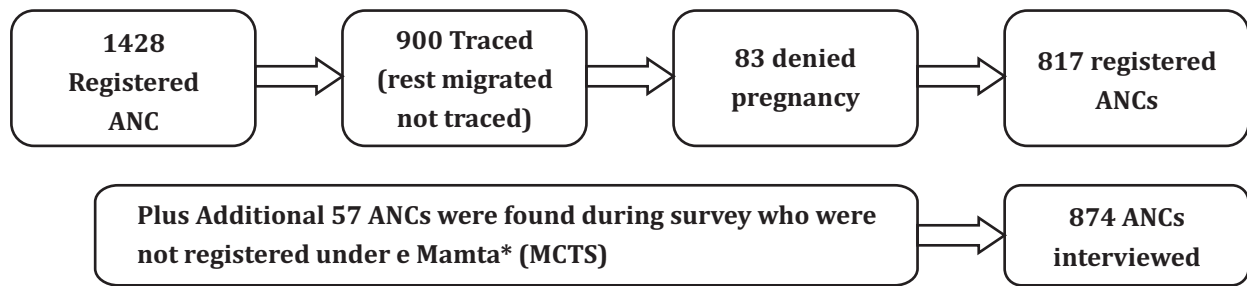 1428
Registered
ANC
900 Traced
(rest migrated
not traced)
83 denied
pregnancy
817 registered
ANCs
Plus Additional 57 ANCs were found during survey who were
not registered under e Mamta* (MCTS)
874 ANCs
interviewed